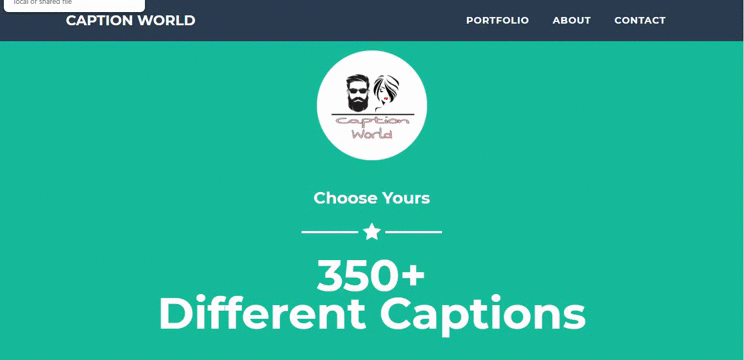 local or shared file
CAPTION WORLD
PORTFOLIO ABOUT CONTACT
Caption
World
Choose Yours
350+
Different Captions